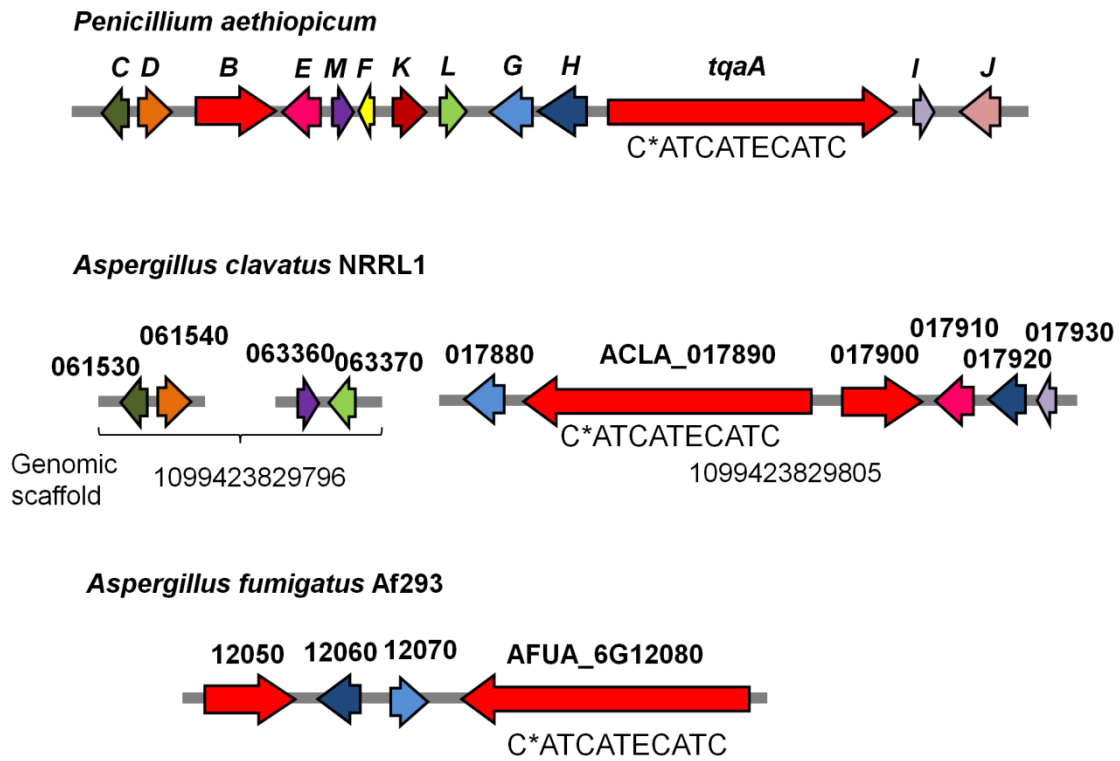 Penicillium aethiopicum
C D B E M F K L G H tqaA I J
C*ATCATECATC
Aspergillus clavatus NRRL1
061530 061540 063360 063370 017880 ACLA_017890 017900 017910 017920 017930
C*ATCATECATC
Genomic
scaffold
1099423829796 1099423829805
Aspergillus fumigatus Af293
12050 12060 12070 AFUA_6G12080
C*ATCATECATC